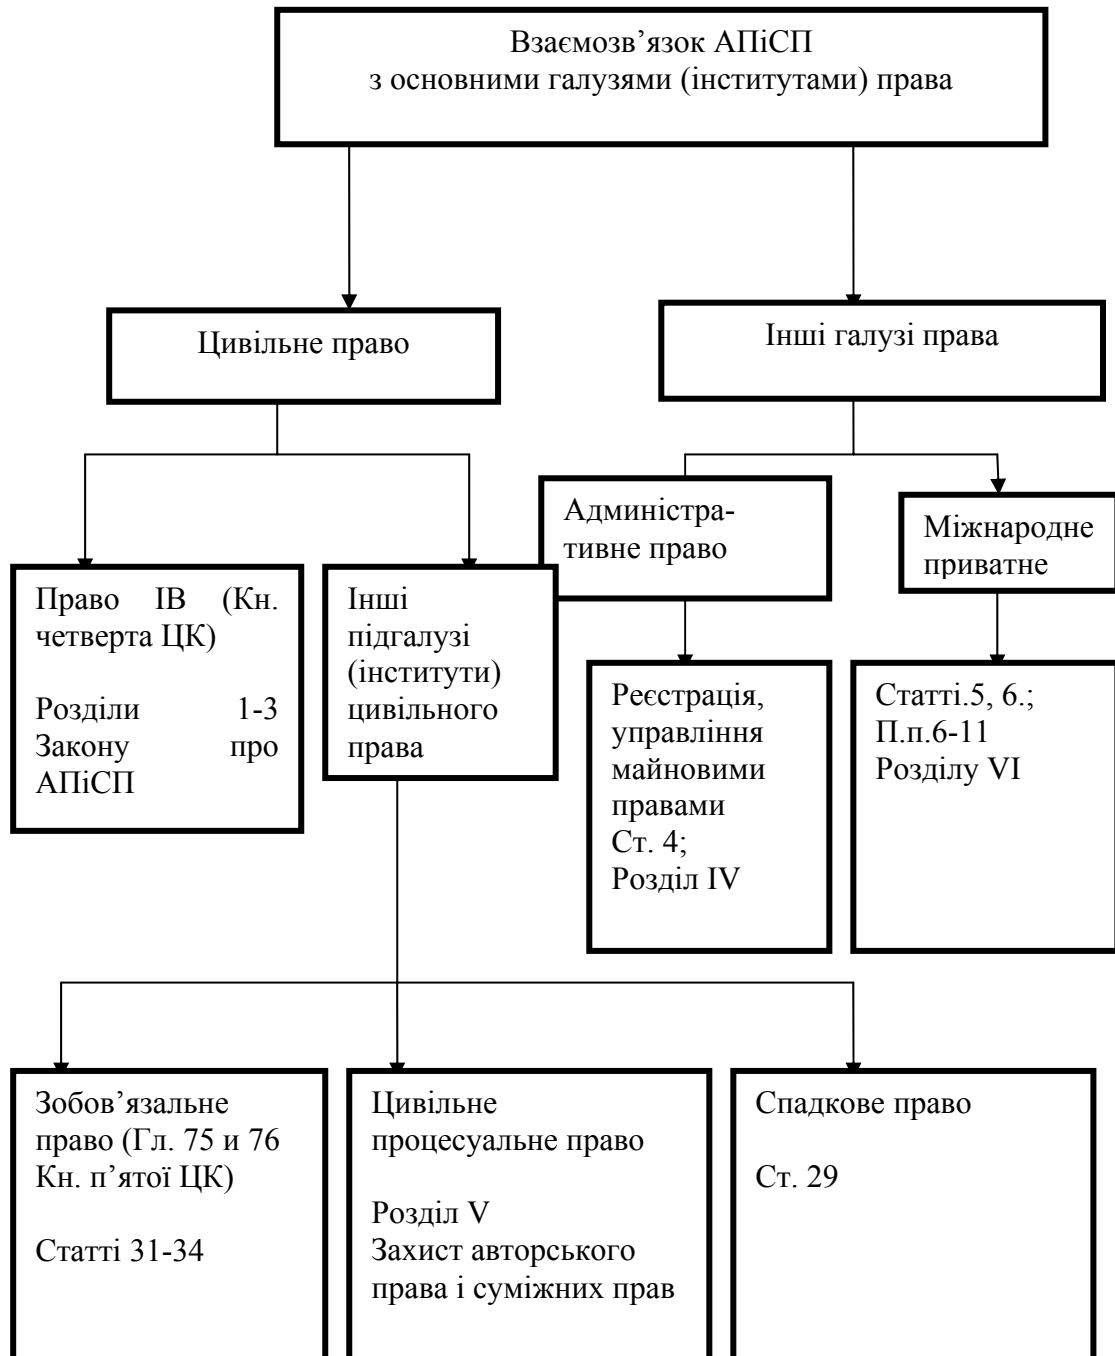 Взаємозв’язок АПіСП
з основними галузями (інститутами) права
Цивільне право
Інші галузі права
Адміністра-
тивне право
Міжнародне
приватне
Право ІВ (Кн.
четверта ЦК)
Розділи 1-3
Закону про
АПіСП
Інші
підгалузі
(інститути)
цивільного
права
Реєстрація,
управління
майновими
правами
Ст. 4;
Розділ IV
Статті.5, 6.;
П.п.6-11
Розділу VI
Зобов’язальне
право (Гл. 75 и 76
Кн. п’ятої ЦК)
Статті 31-34
Цивільне
процесуальне право
Розділ V
Захист авторського
права і суміжних прав
Спадкове право
Ст. 29